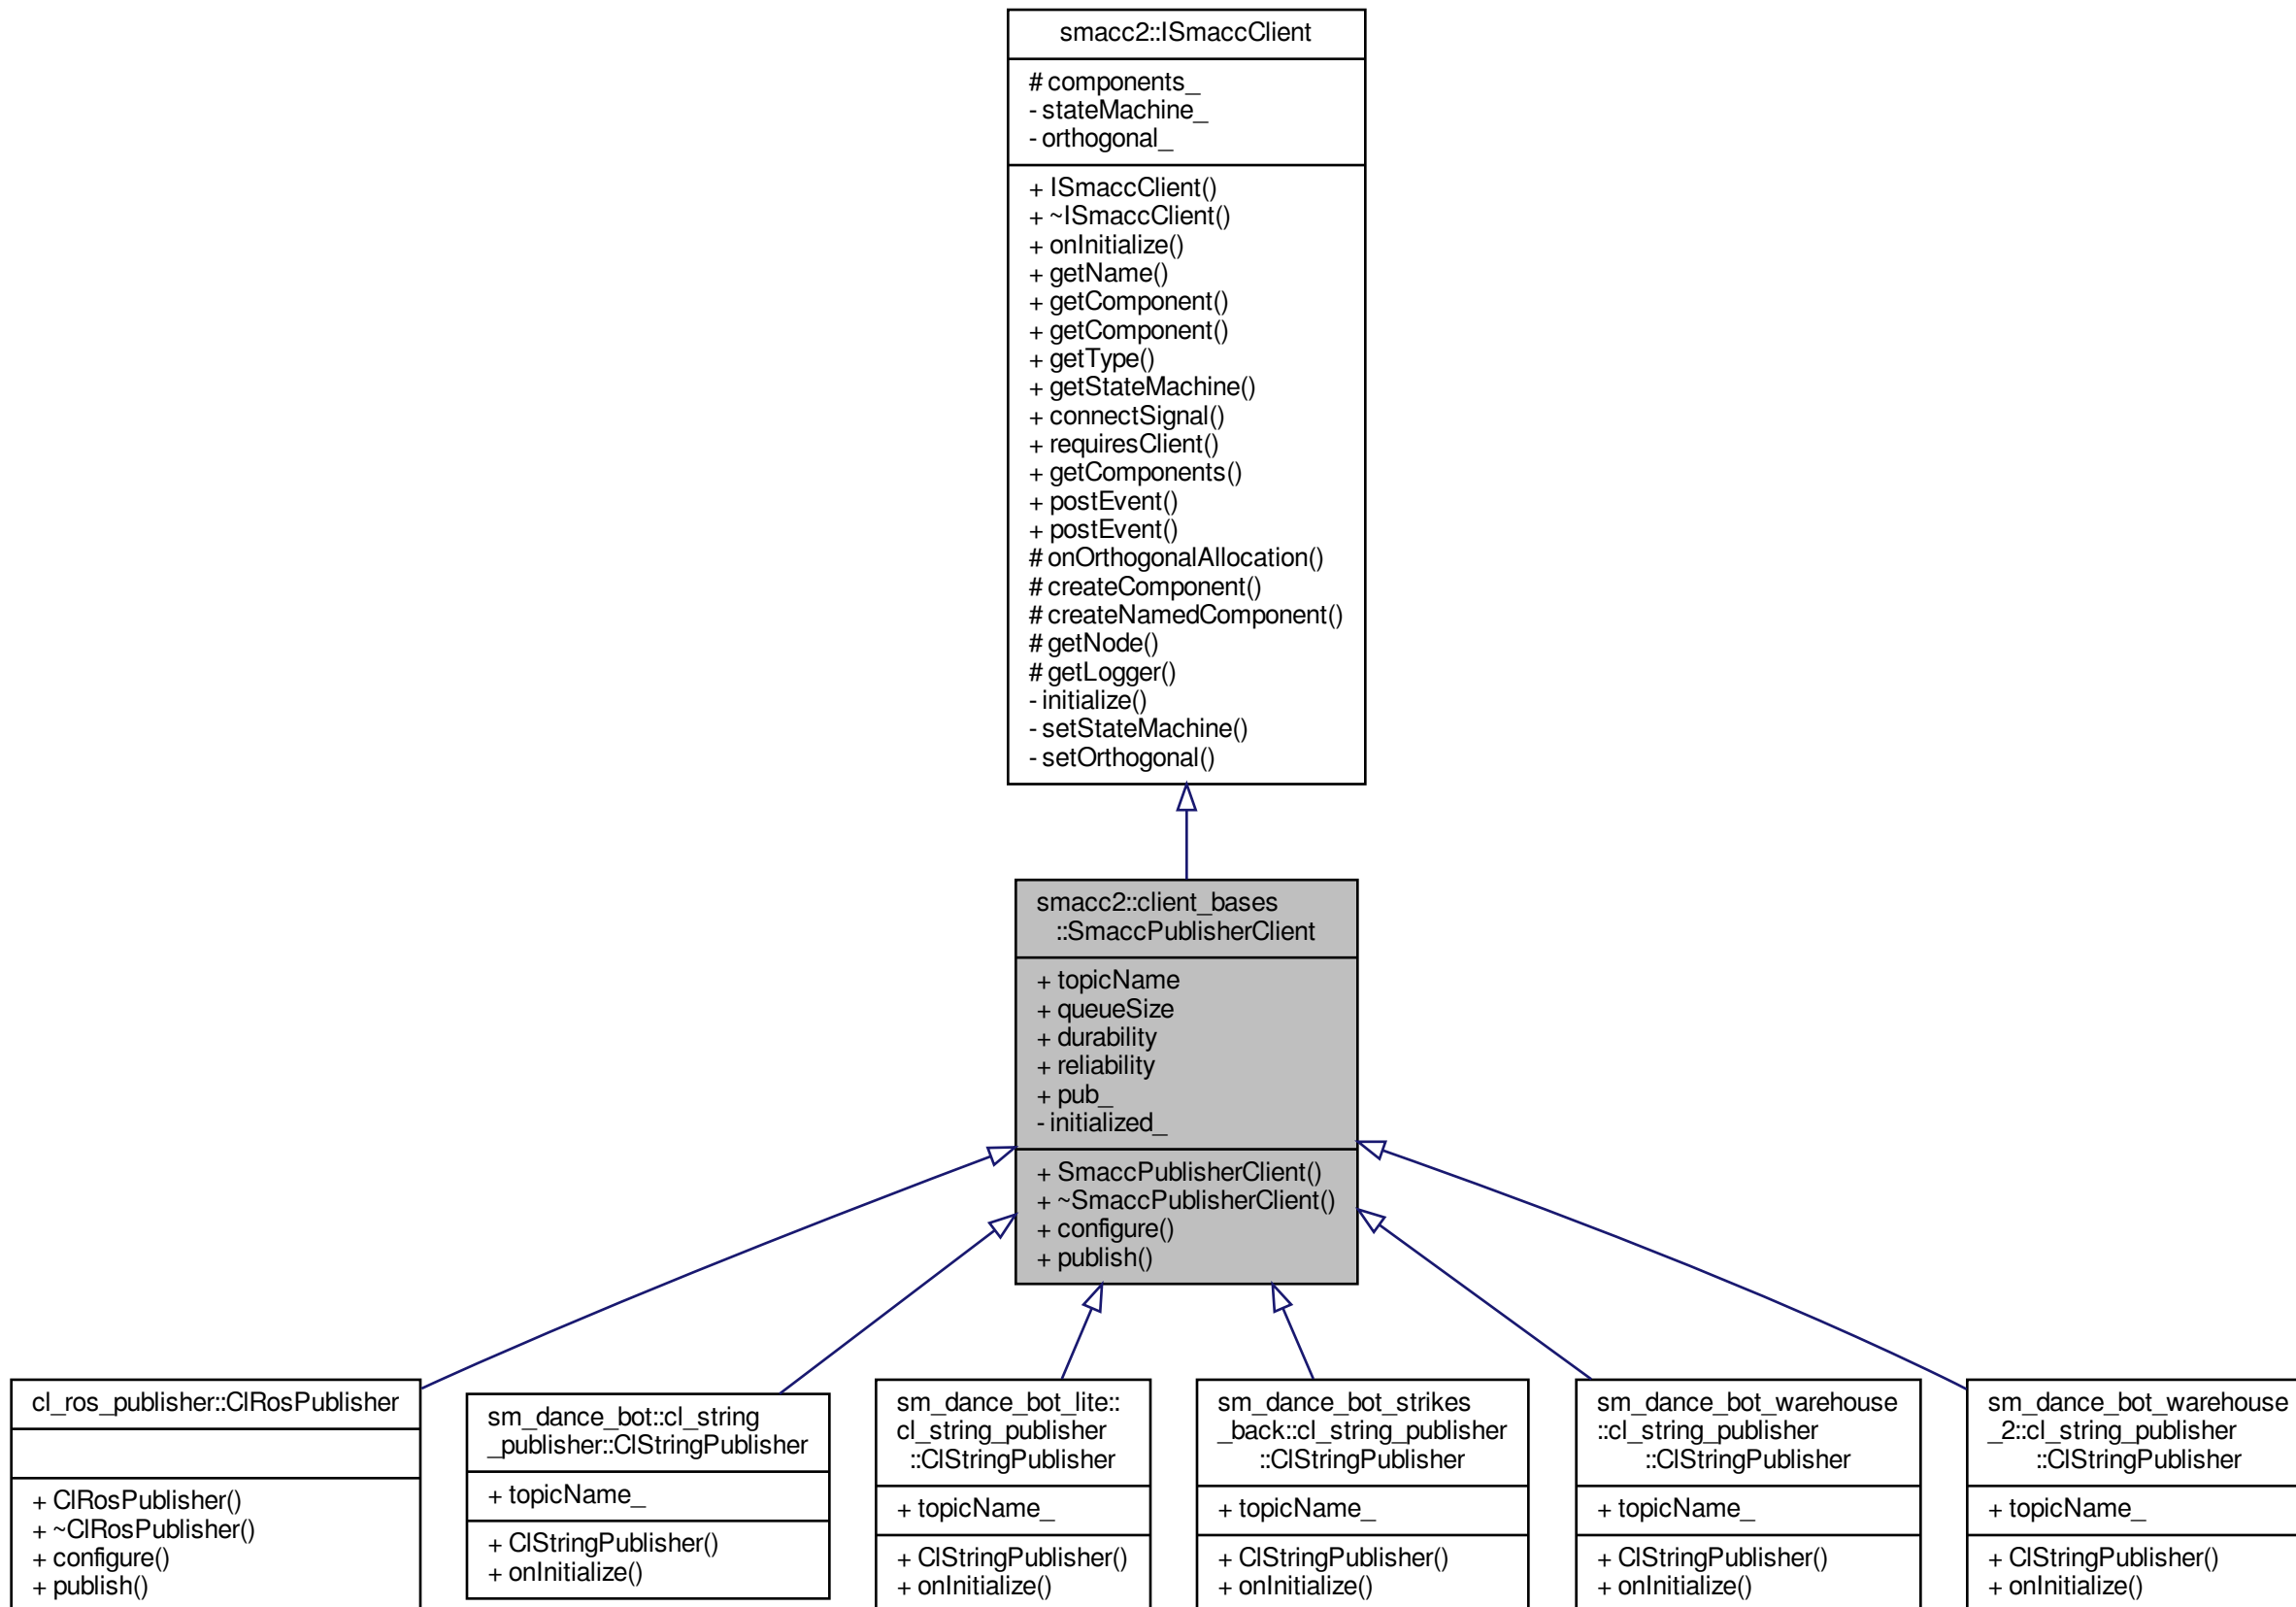 smacc2::ISmaccClient
# components_
- stateMachine_
- orthogonal_
+ ISmaccClient()
+ ~ISmaccClient()
+ onInitialize()
+ getName()
+ getComponent()
+ getComponent()
+ getType()
+ getStateMachine()
+ connectSignal()
+ requiresClient()
+ getComponents()
+ postEvent()
+ postEvent()
# onOrthogonalAllocation()
# createComponent()
# createNamedComponent()
# getNode()
# getLogger()
- initialize()
- setStateMachine()
- setOrthogonal()
smacc2::client_bases
::SmaccPublisherClient
+ topicName
+ queueSize
+ durability
+ reliability
+ pub_
- initialized_
+ SmaccPublisherClient()
+ ~SmaccPublisherClient()
+ configure()
+ publish()
cl_ros_publisher::ClRosPublisher
+ ClRosPublisher()
+ ~ClRosPublisher()
+ configure()
+ publish()
sm_dance_bot::cl_string
_publisher::ClStringPublisher
+ topicName_
+ ClStringPublisher()
+ onInitialize()
sm_dance_bot_lite::
cl_string_publisher
::ClStringPublisher
+ topicName_
+ ClStringPublisher()
+ onInitialize()
sm_dance_bot_strikes
_back::cl_string_publisher
::ClStringPublisher
+ topicName_
+ ClStringPublisher()
+ onInitialize()
sm_dance_bot_warehouse
::cl_string_publisher
::ClStringPublisher
+ topicName_
+ ClStringPublisher()
+ onInitialize()
sm_dance_bot_warehouse
_2::cl_string_publisher
::ClStringPublisher
+ topicName_
+ ClStringPublisher()
+ onInitialize()